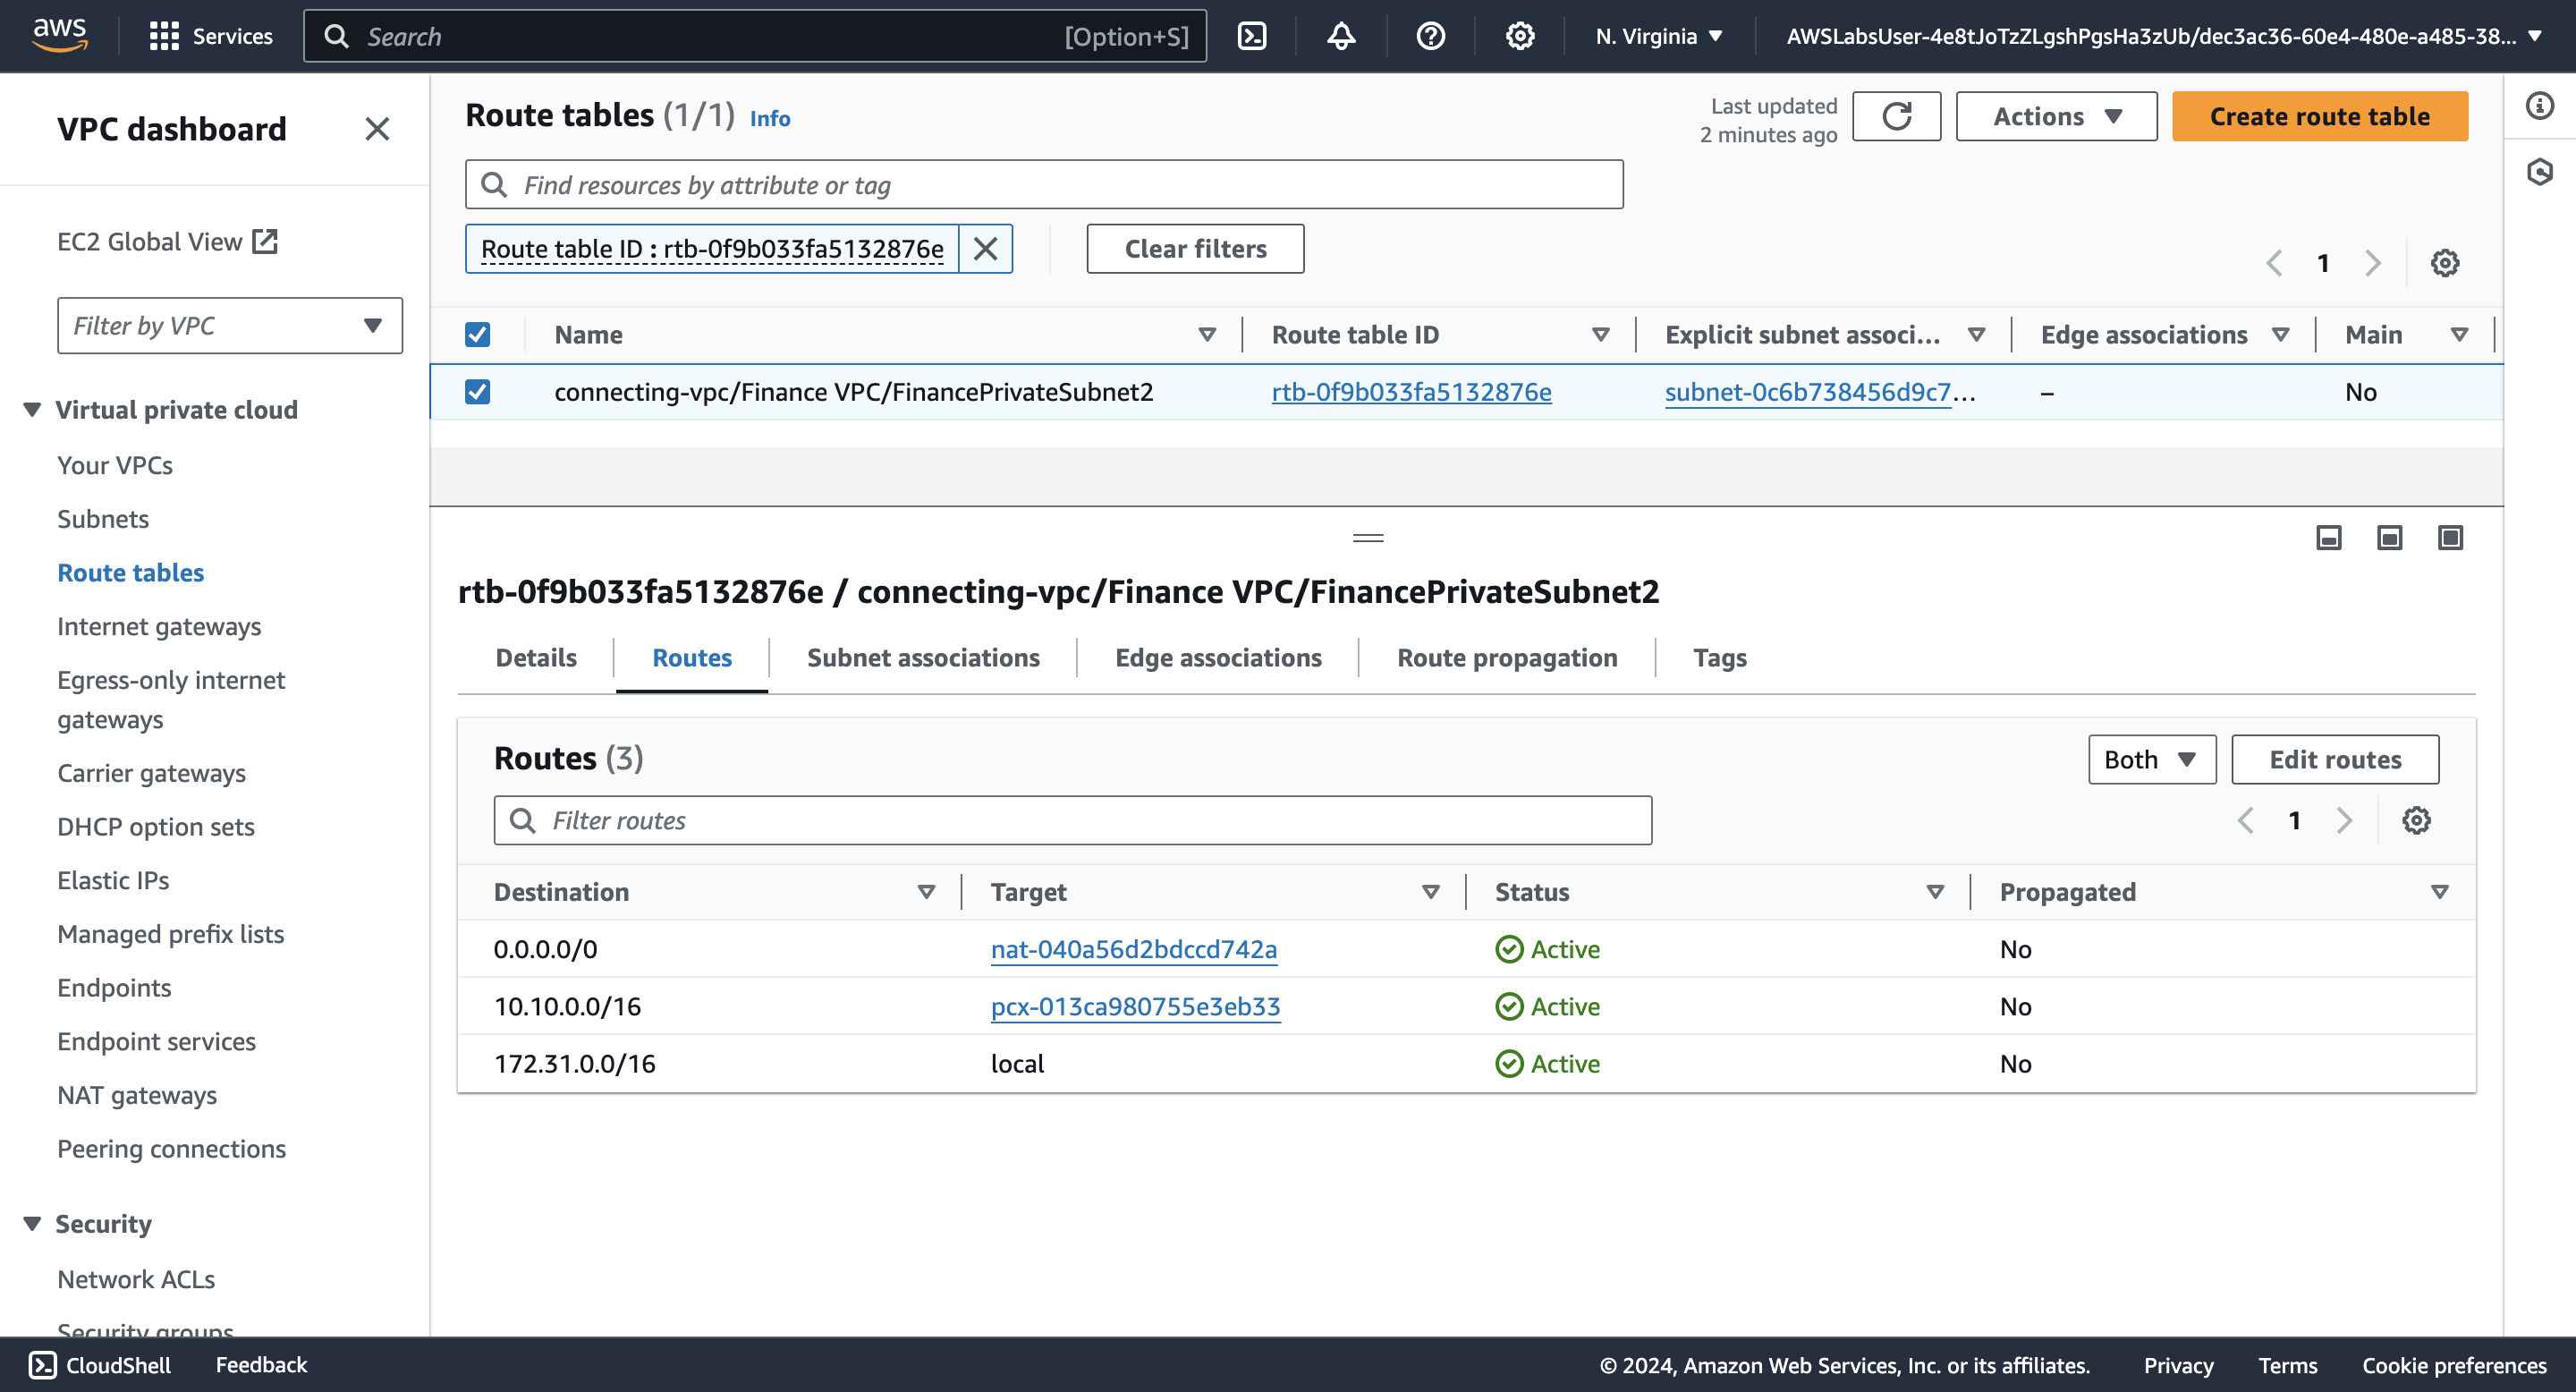 aws
Services
Search
[Option+S]
N. Virginia
AWSLabsUser-4e8tJoTzZLgshPgsHa3zUb/dec3ac36-60e4-480e-a485-38...
VPC dashboard
EC2 Global View
Filter by VPC
Virtual private cloud
Your VPCs
Subnets
Route tables
Internet gateways
Egress-only internet
gateways
Carrier gateways
DHCP option sets
Elastic IPs
Managed prefix lists
Endpoints
Endpoint services
NAT gateways
Peering connections
Security
Network ACLs
Security groups
Route tables (1/1) Info
Last updated
2 minutes ago
Actions
Create route table
Find resources by attribute or tag
Route table ID : rtb-0f9b033fa5132876e
Clear filters
1
Name Route table ID Explicit subnet associ... Edge associations Main
connecting-vpc/Finance VPC/FinancePrivateSubnet2 rtb-0f9b033fa5132876e subnet-0c6b738456d9c7... – No
rtb-0f9b033fa5132876e / connecting-vpc/Finance VPC/FinancePrivateSubnet2
Details Routes Subnet associations Edge associations Route propagation Tags
Routes (3)
Both
Edit routes
Filter routes
1
Destination Target Status Propagated
0.0.0.0/0 nat-040a56d2bdccd742a Active No
10.10.0.0/16 pcx-013ca980755e3eb33 Active No
172.31.0.0/16 local Active No
CloudShell Feedback
© 2024, Amazon Web Services, Inc. or its affiliates. Privacy Terms Cookie preferences